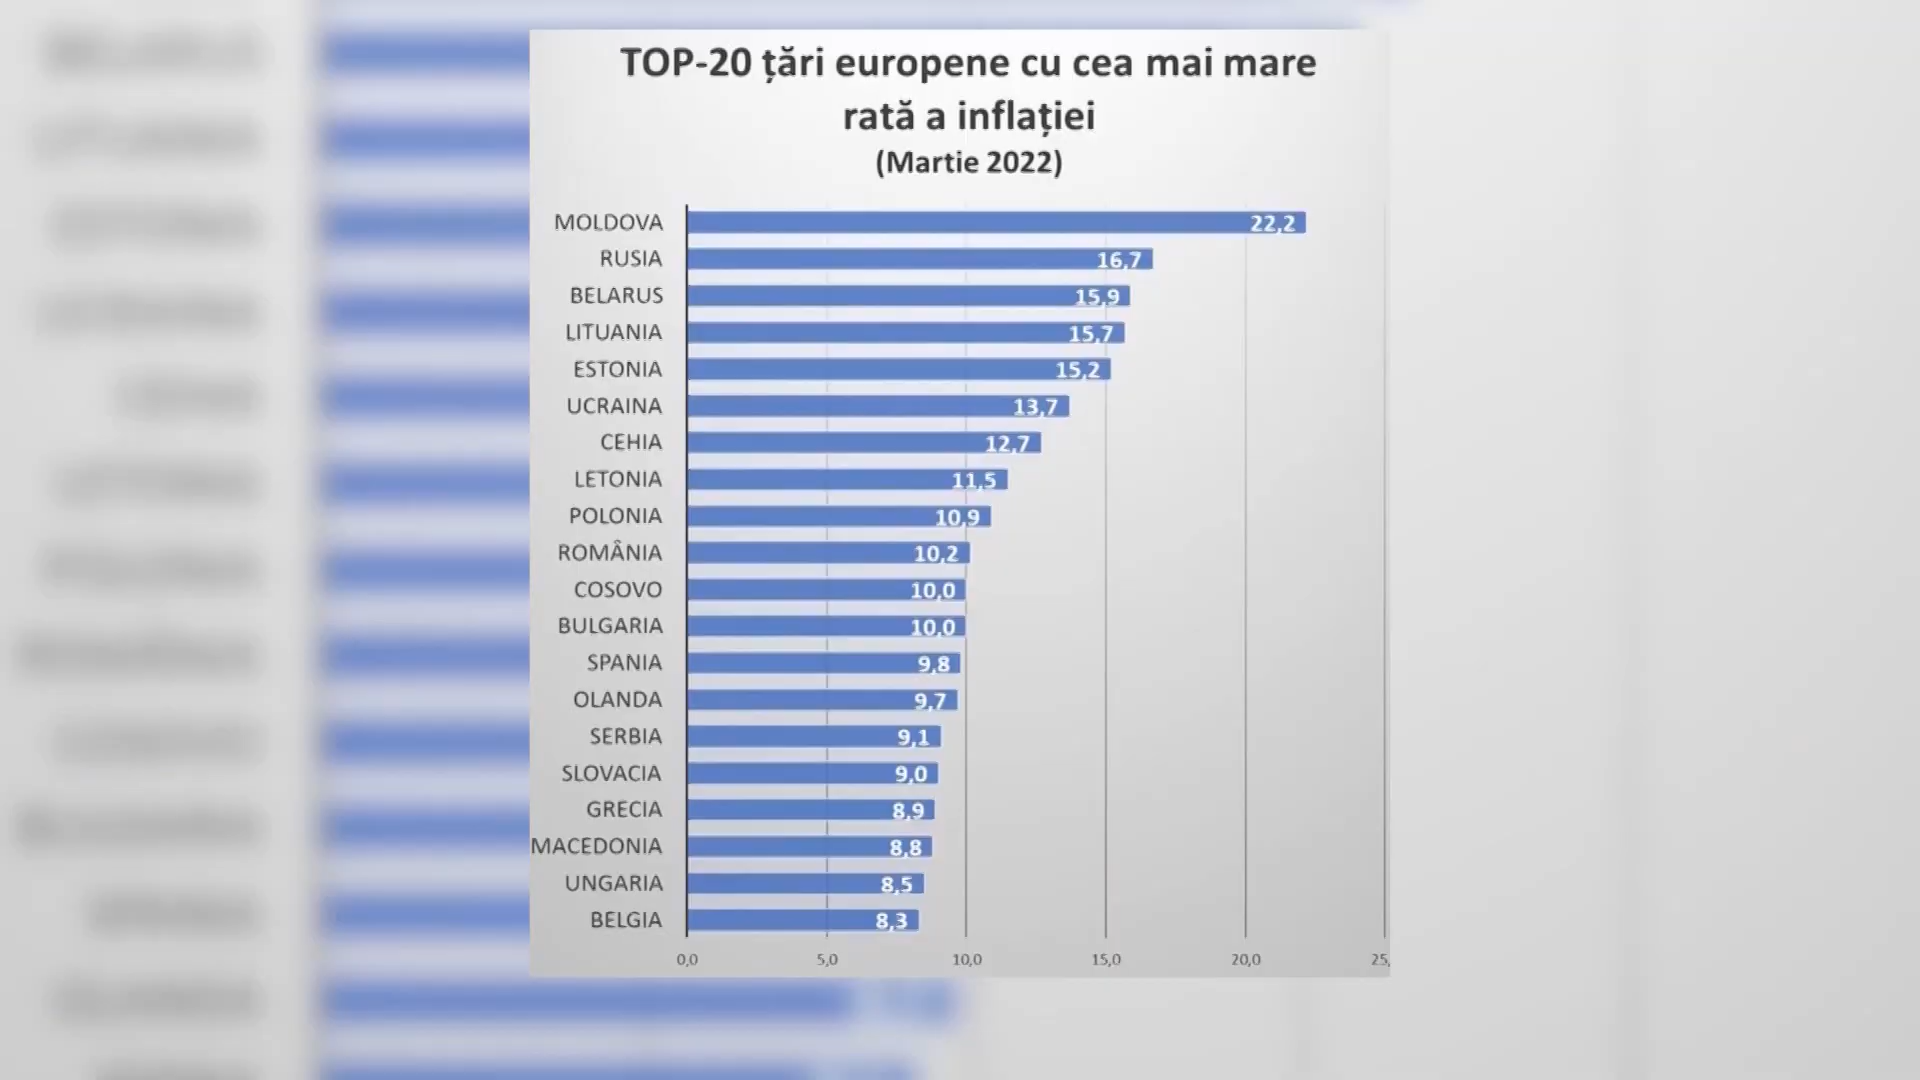 TOP-20 țări europene cu cea mai mare
rată a inflației
(Martie 2022)
MOLDOVA 22,2
RUSIA 16,7
BELARUS 15,9
LITUANIA 15,7
ESTONIA 15,2
UCRAINA 13,7
CEHIA 12,7
LETONIA 11,5
POLONIA 10,9
ROMÂNIA 10,2
COSOVO 10,0
BULGARIA 10,0
SPANIA 9,8
OLANDA 9,7
SERBIA 9,1
SLOVACIA 9,0
GRECIA 8,9
MACEDONIA 8,8
UNGARIA 8,5
BELGIA 8,3
0,0 5,0 10,0 15,0 20,0 25,